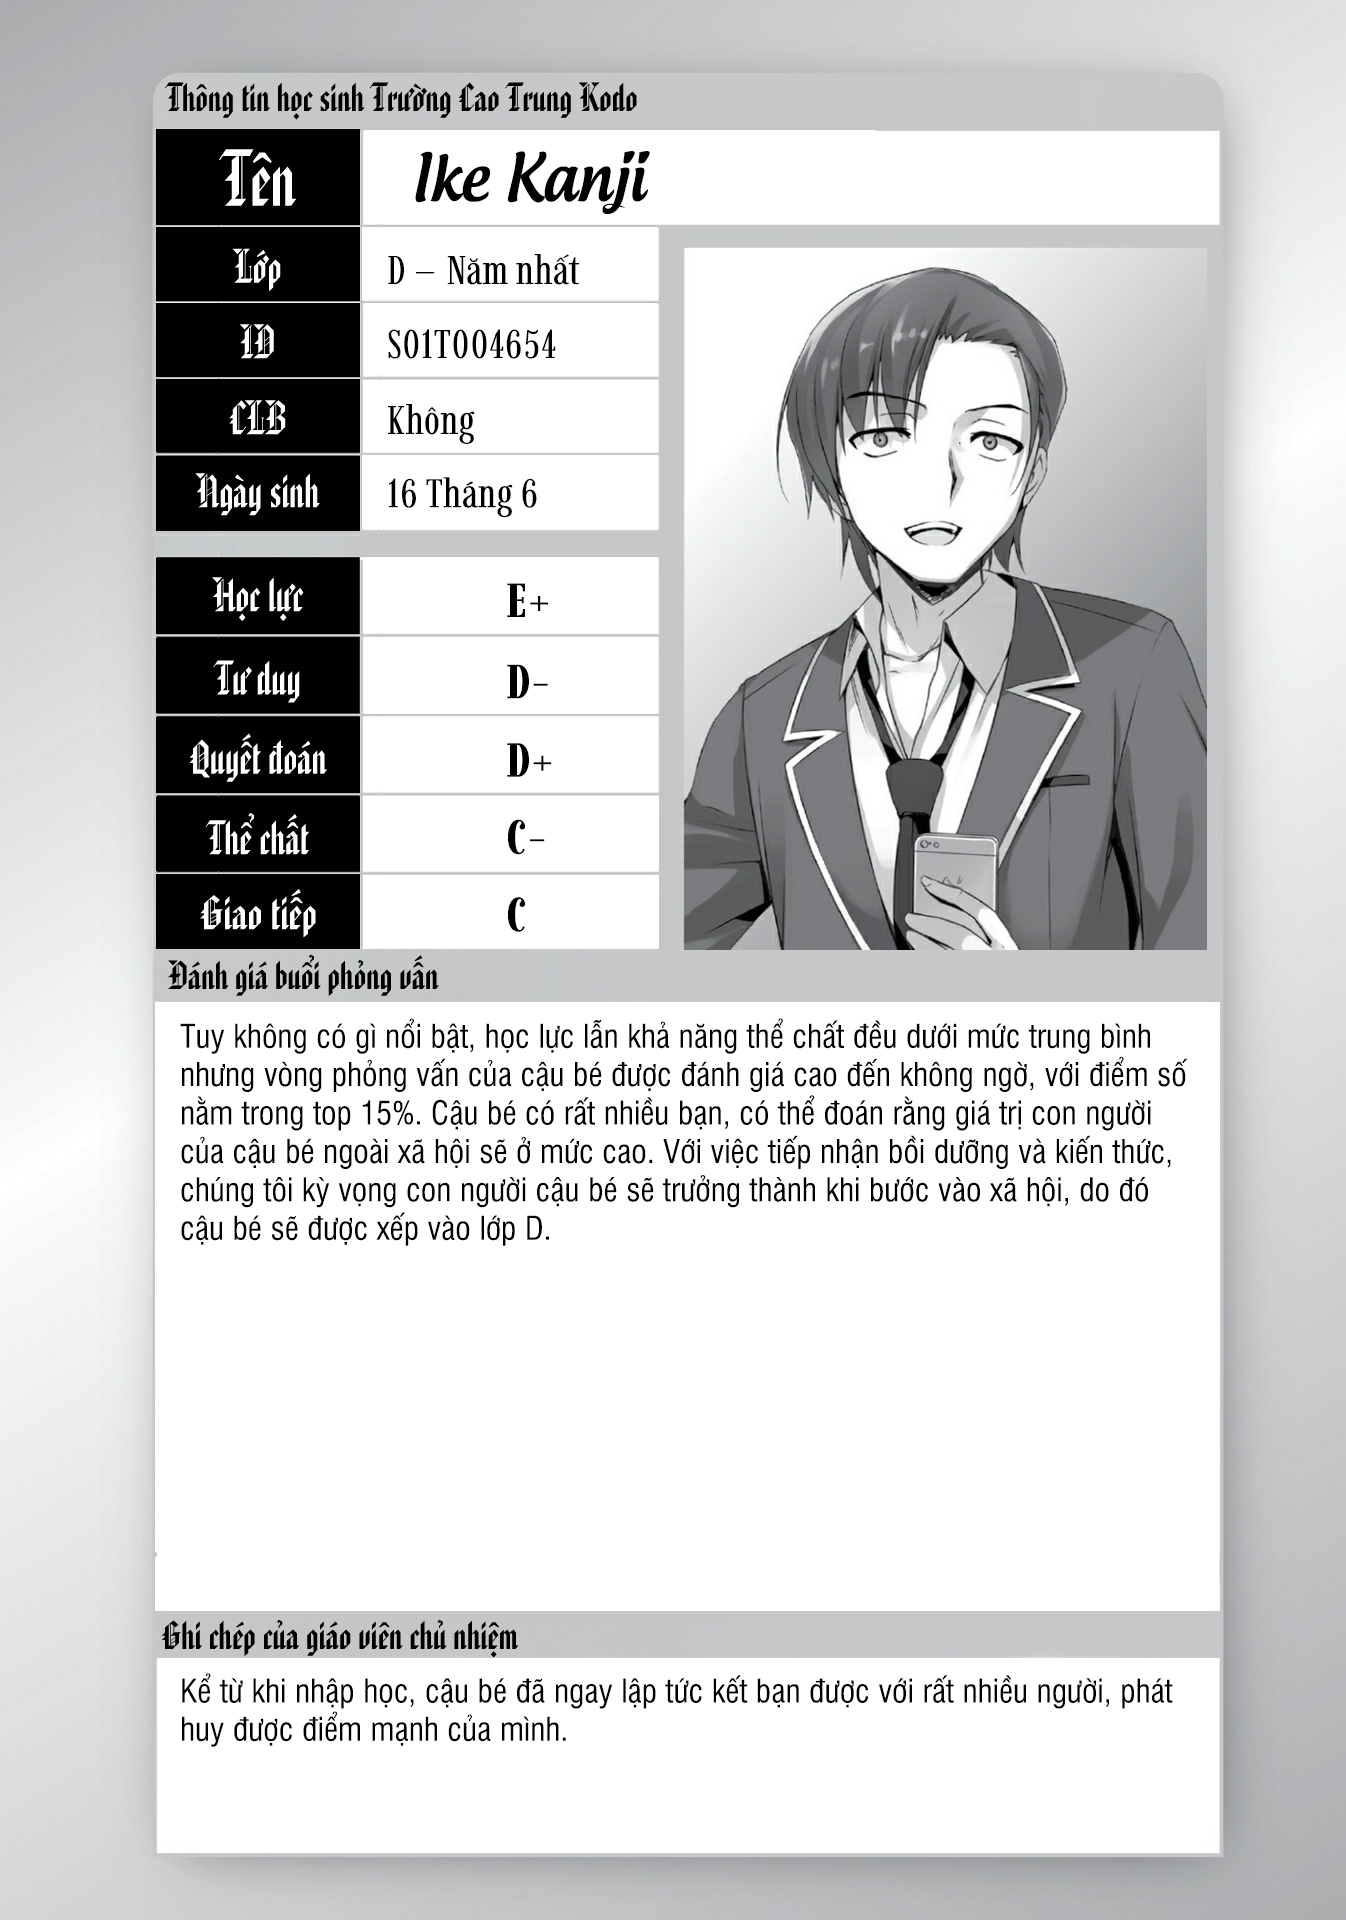 Thông tin học sinh Trường Cao Trung Kodo
Tên Ike Kanji
Lớp D – Năm nhất
ID S01T004654
CLB Không
Ngày sinh 16 Tháng 6
Học lực E+
Tư duy D-
Quyết đoán D+
Thể chất C-
Giao tiếp C
Đánh giá buổi phỏng vấn
Tuy không có gì nổi bật, học lực lẫn khả năng thể chất đều dưới mức trung bình
nhưng vòng phỏng vấn của cậu bé được đánh giá cao đến không ngờ, với điểm số
nằm trong top 15%. Cậu bé có rất nhiều bạn, có thể đoán rằng giá trị con người
của cậu bé ngoài xã hội sẽ ở mức cao. Với việc tiếp nhận bồi dưỡng và kiến thức,
chúng tôi kỳ vọng con người cậu bé sẽ trưởng thành khi bước vào xã hội, do đó
cậu bé sẽ được xếp vào lớp D.
Ghi chép của giáo viên chủ nhiệm
Kể từ khi nhập học, cậu bé đã ngay lập tức kết bạn được với rất nhiều người, phát
huy được điểm mạnh của mình.